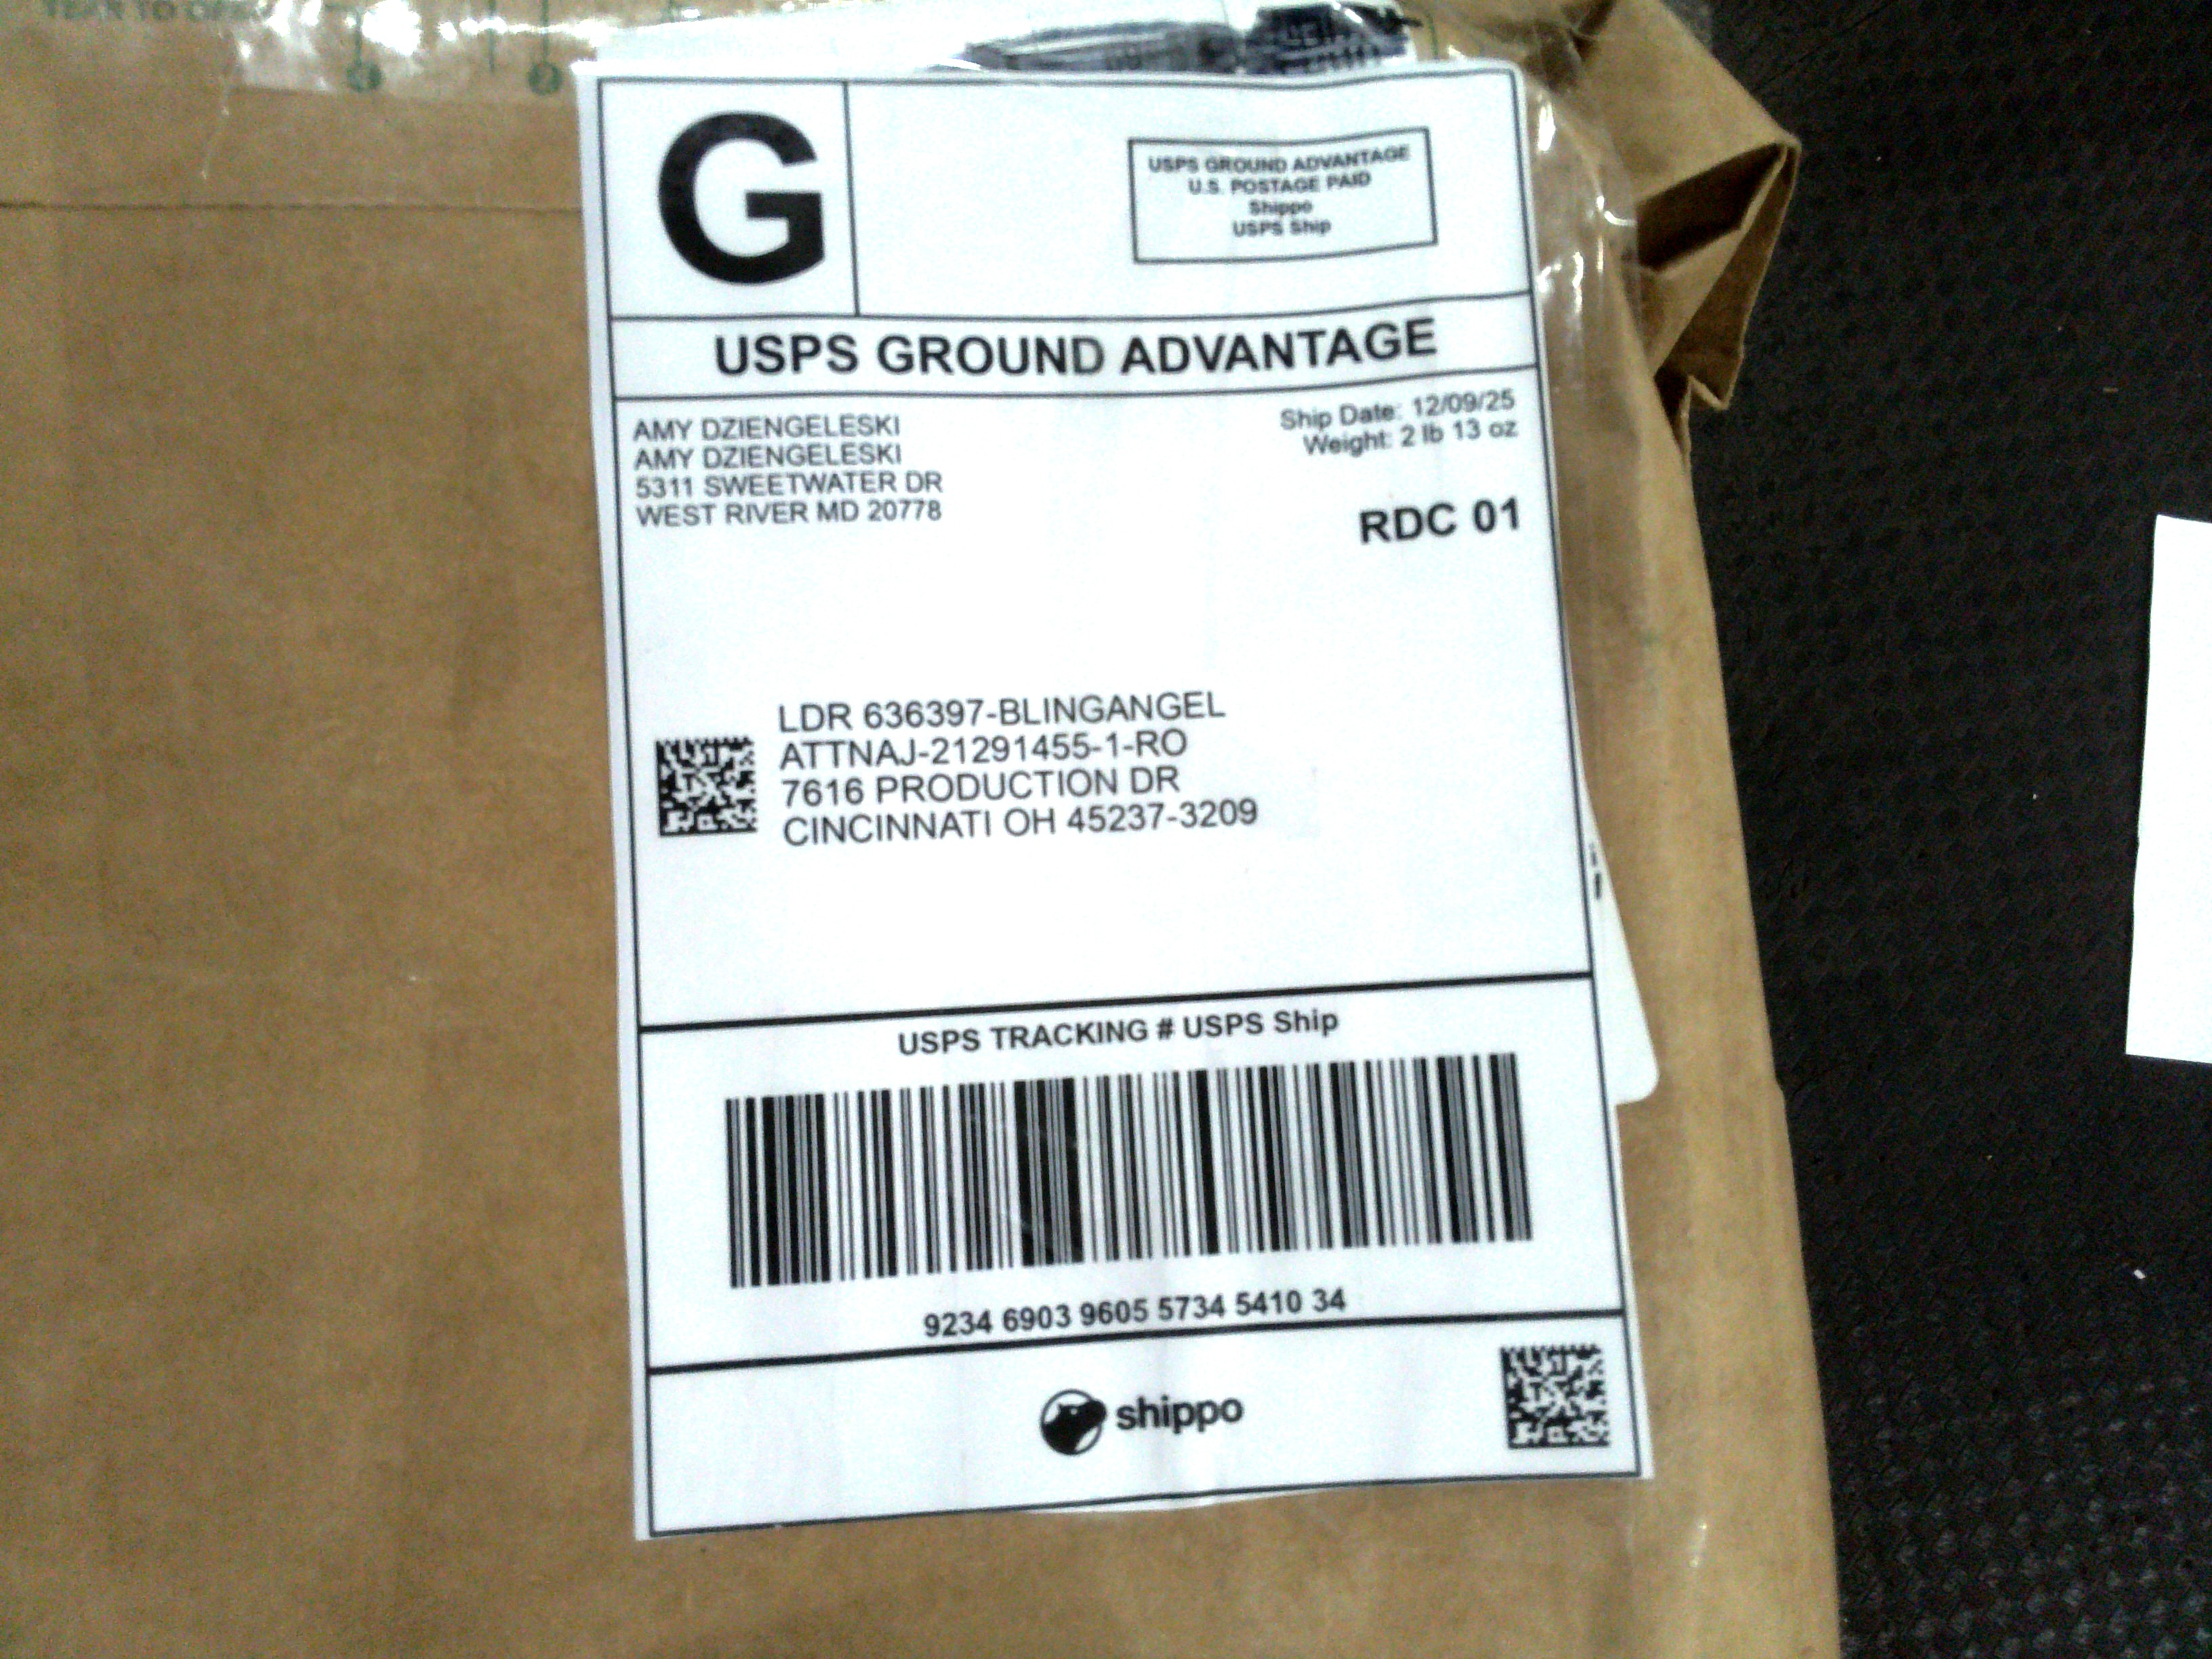 TEAR TO OPEN
G
USPS GROUND ADVANTAGE
U.S. POSTAGE PAID
Shippo
USPS Ship
USPS GROUND ADVANTAGE
AMY DZIENGELESKI
AMY DZIENGELESKI
5311 SWEETWATER DR
WEST RIVER MD 20778
Ship Date: 12/09/25
Weight: 2 lb 13 oz
RDC 01
LDR 636397-BLINGANGEL
ATTNAJ-21291455-1-RO
7616 PRODUCTION DR
CINCINNATI OH 45237-3209
USPS TRACKING # USPS Ship
9234 6903 9605 5734 5410 34
shippo